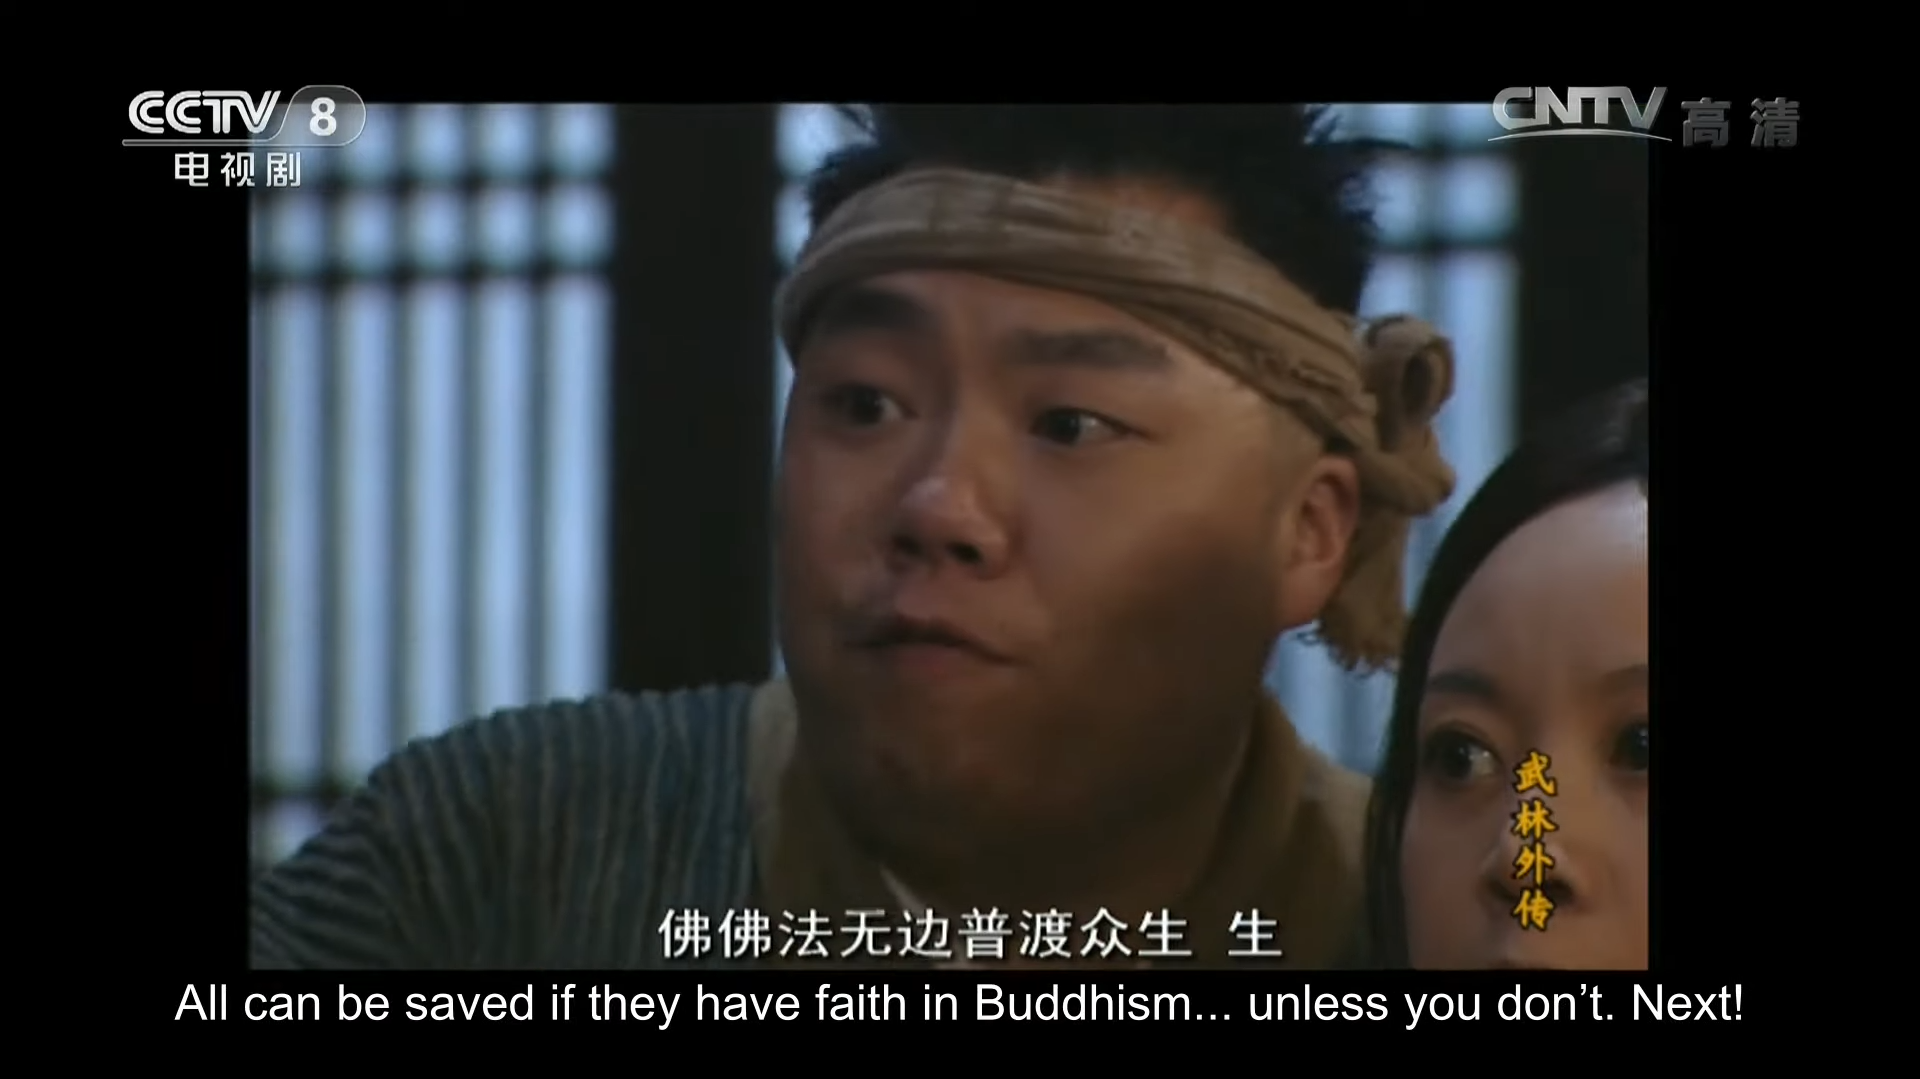 CCTV 8
电视剧
CNTV 高清
武林外传
佛佛法无边普渡众生 生
All can be saved if they have faith in Buddhism... unless you don’t. Next!